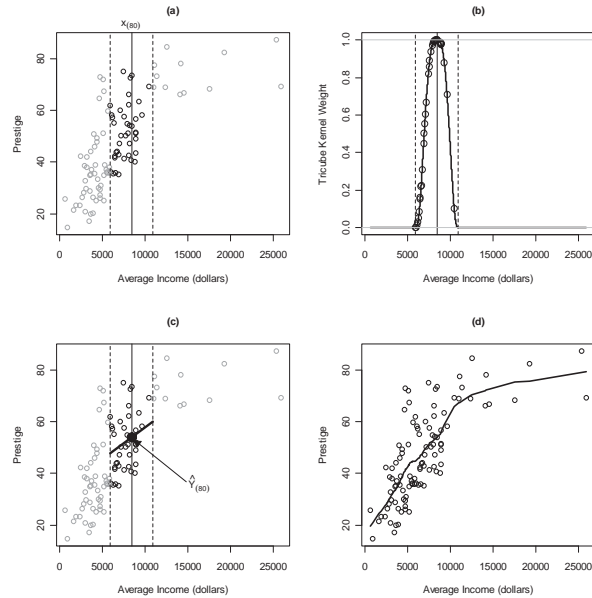 (a)
x(80)
Prestige
80
60
40
20
0 5000 10000 15000 20000 25000
Average Income (dollars)
(b)
Tricube Kernel Weight
1.0
0.8
0.6
0.4
0.2
0.0
0 5000 10000 15000 20000 25000
Average Income (dollars)
(c)
Prestige
80
60
40
20
Ŷ(80)
0 5000 10000 15000 20000 25000
Average Income (dollars)
(d)
Prestige
80
60
40
20
0 5000 10000 15000 20000 25000
Average Income (dollars)